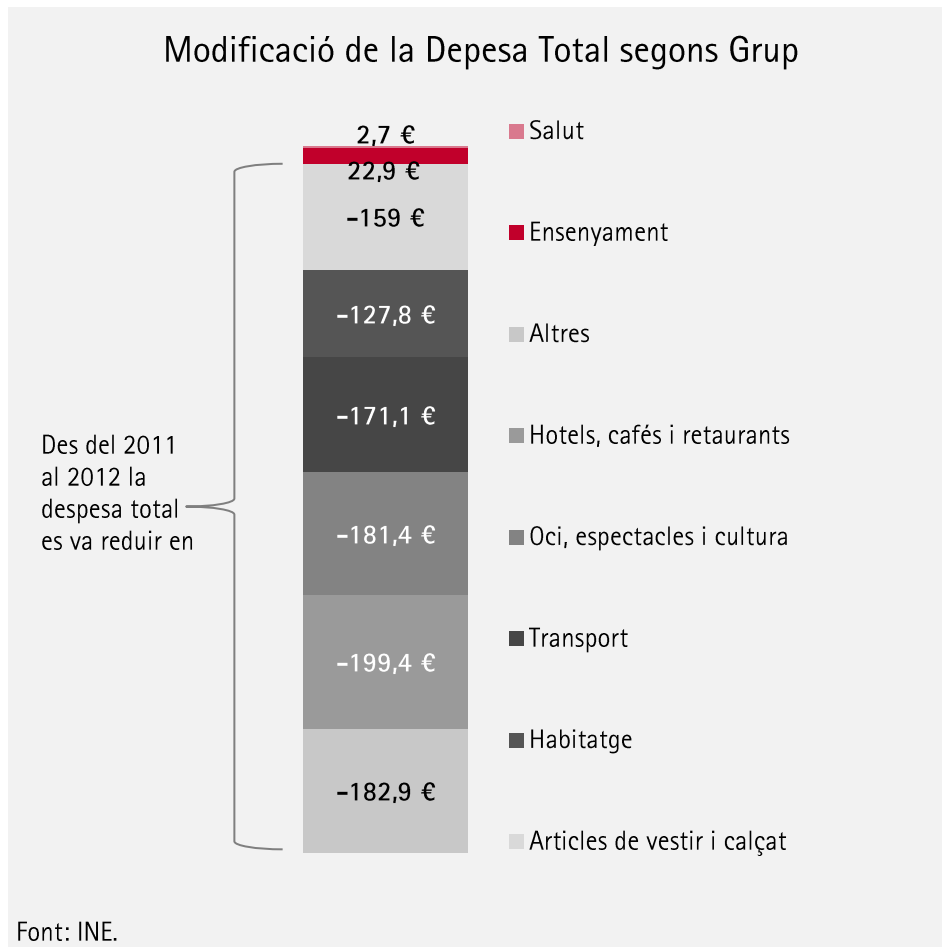 Modificació de la Depesa Total segons Grup
2,7 €
22,9 €
-159 €
-127,8 €
-171,1 €
-181,4 €
-199,4 €
-182,9 €
Des del 2011
al 2012 la
despesa total
es va reduir en
Salut
Ensenyament
Altres
Hotels, cafés i retaurants
Oci, espectacles i cultura
Transport
Habitatge
Articles de vestir i calçat
Font: INE.